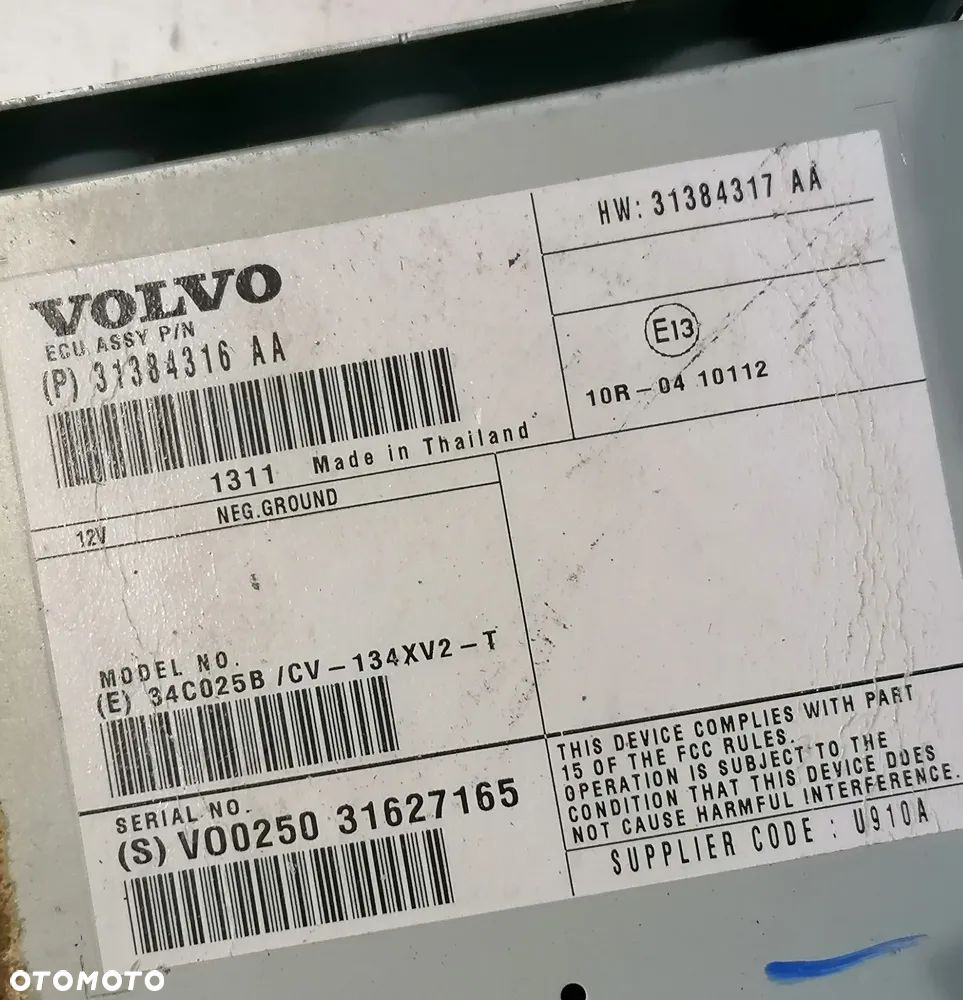 HW: 31384317 AA
VOLVO
ECU ASSY P/N
(P) 31384316 AA
E13
10R-04 10112
1311 Made in Thailand
12V NEG.GROUND
MODEL NO.
(E) 34C025B /CV-134XV2-T
SERIAL NO.
(S) V00250 31627165
THIS DEVICE COMPLIES WITH PART
15 OF THE FCC RULES.
OPERATION IS SUBJECT TO THE
CONDITION THAT THIS DEVICE DOES
NOT CAUSE HARMFUL INTERFERENCE.
SUPPLIER CODE : U910A
OTOMOTO